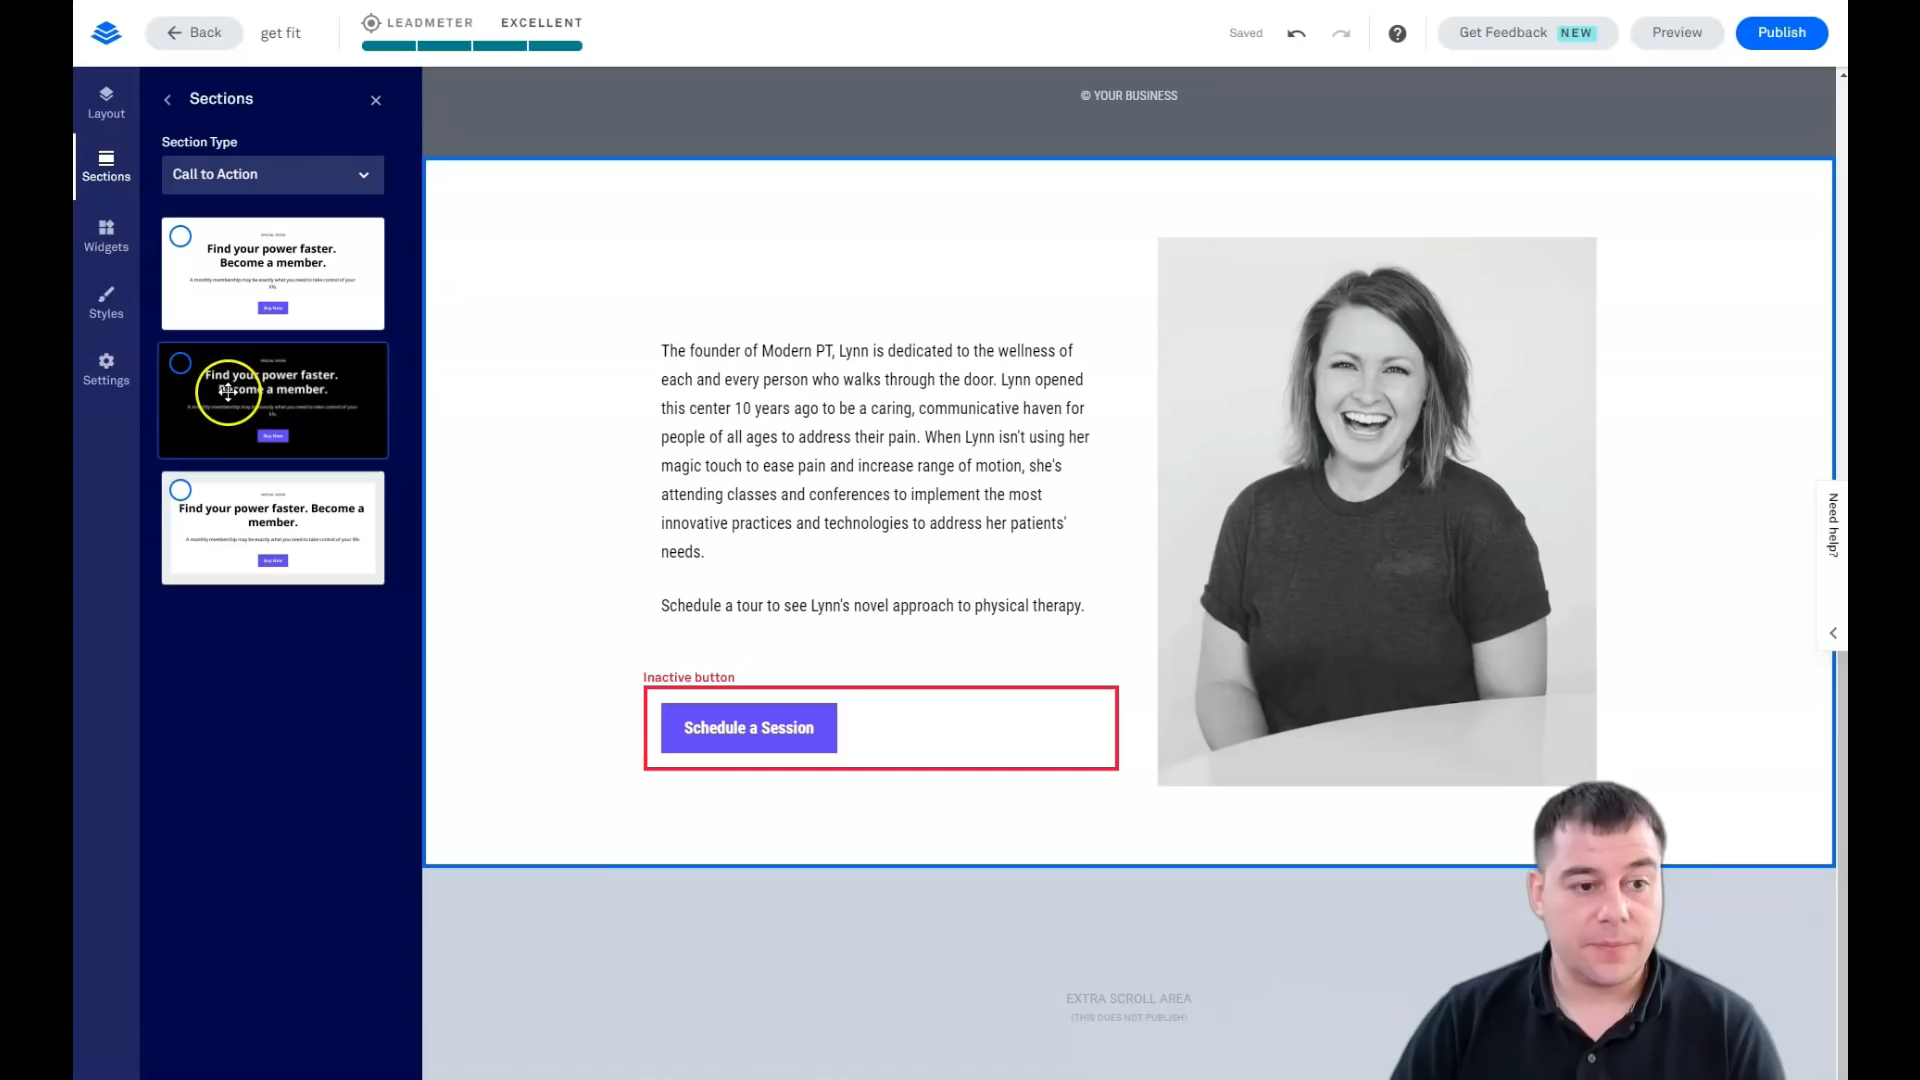 Back
get fit
LEADMETER
EXCELLENT
Saved
Get Feedback NEW
Preview
Publish
Layout
Sections
Widgets
Styles
Settings
Sections
Section Type
Call to Action
SPECIAL OFFER
Find your power faster.
Become a member.
A monthly membership may be exactly what you need to take control of your
life.
Buy Now
SPECIAL OFFER
Find your power faster.
Become a member.
A monthly membership may be exactly what you need to take control of your
life.
Buy Now
SPECIAL OFFER
Find your power faster. Become a
member.
A monthly membership may be exactly what you need to take control of your life.
Buy Now
© YOUR BUSINESS
The founder of Modern PT, Lynn is dedicated to the wellness of
each and every person who walks through the door. Lynn opened
this center 10 years ago to be a caring, communicative haven for
people of all ages to address their pain. When Lynn isn't using her
magic touch to ease pain and increase range of motion, she's
attending classes and conferences to implement the most
innovative practices and technologies to address her patients'
needs.
Schedule a tour to see Lynn's novel approach to physical therapy.
Inactive button
Schedule a Session
Need help?
EXTRA SCROLL AREA
(THIS DOES NOT PUBLISH)